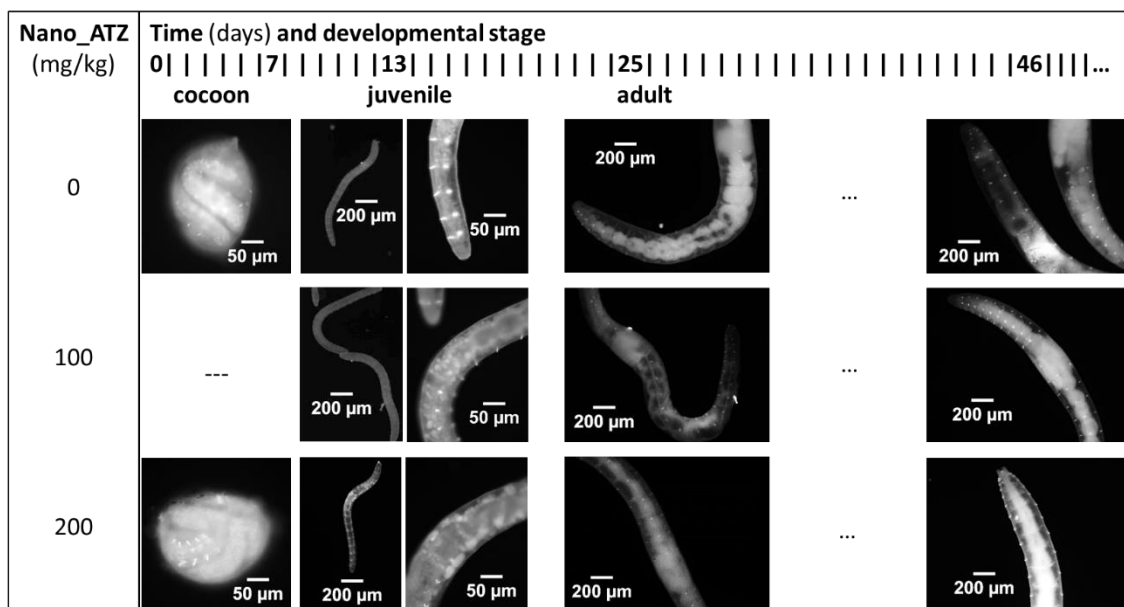 Nano_ATZ
(mg/kg)
Time (days) and developmental stage
0| | | | | | 7| | | | | | 13| | | | | | | | | | | | 25| | | | | | | | | | | | | | | | | | | | | 46||||...
cocoon juvenile adult
0
50 µm
200 µm
50 µm
200 µm
...
200 µm
100
---
200 µm
50 µm
200 µm
...
200 µm
200
50 µm
200 µm
50 µm
200 µm
...
200 µm